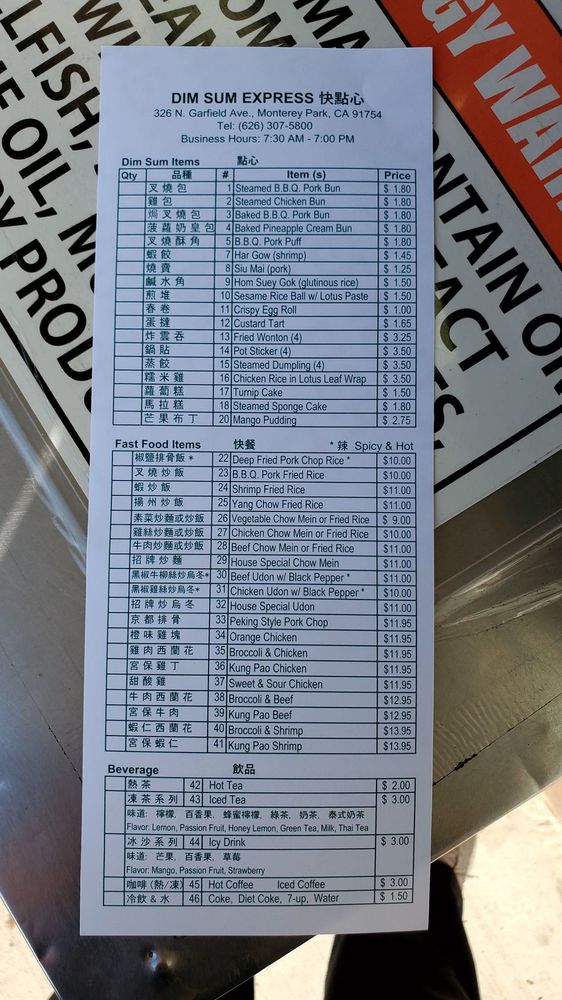 GY WAR
MA
WI
EAN
LFISH,
E OIL, M
Y PROD
ONTAIN O
TACT
TS,
DIM SUM EXPRESS 快點心
326 N. Garfield Ave., Monterey Park, CA 91754
Tel: (626) 307-5800
Business Hours: 7:30 AM - 7:00 PM
Dim Sum Items 點心
Qty 品種 # Item (s) Price
叉燒包 1 Steamed B.B.Q. Pork Bun $ 1.80
雞包 2 Steamed Chicken Bun $ 1.80
焗叉燒包 3 Baked B.B.Q. Pork Bun $ 1.80
菠蘿奶皇包 4 Baked Pineapple Cream Bun $ 1.80
叉燒酥角 5 B.B.Q. Pork Puff $ 1.80
蝦餃 7 Har Gow (shrimp) $ 1.45
燒賣 8 Siu Mai (pork) $ 1.25
鹹水角 9 Hom Suey Gok (glutinous rice) $ 1.50
煎堆 10 Sesame Rice Ball w/ Lotus Paste $ 1.50
春卷 11 Crispy Egg Roll $ 1.00
蛋撻 12 Custard Tart $ 1.65
炸雲吞 13 Fried Wonton (4) $ 3.25
鍋貼 14 Pot Sticker (4) $ 3.50
蒸餃 15 Steamed Dumpling (4) $ 3.50
糯米雞 16 Chicken Rice in Lotus Leaf Wrap $ 3.50
蘿蔔糕 17 Turnip Cake $ 1.50
馬拉糕 18 Steamed Sponge Cake $ 1.80
芒果布丁 20 Mango Pudding $ 2.75
Fast Food Items 快餐 * 辣 Spicy & Hot
椒鹽排骨飯 * 22 Deep Fried Pork Chop Rice * $10.00
叉燒炒飯 23 B.B.Q. Pork Fried Rice $10.00
蝦炒飯 24 Shrimp Fried Rice $11.00
揚州炒飯 25 Yang Chow Fried Rice $11.00
素菜炒麵或炒飯 26 Vegetable Chow Mein or Fried Rice $ 9.00
雞絲炒麵或炒飯 27 Chicken Chow Mein or Fried Rice $10.00
牛肉炒麵或炒飯 28 Beef Chow Mein or Fried Rice $11.00
招牌炒麵 29 House Special Chow Mein $11.00
黑椒牛柳絲炒烏冬* 30 Beef Udon w/ Black Pepper * $11.00
黑椒雞絲炒烏冬* 31 Chicken Udon w/ Black Pepper * $10.00
招牌炒烏冬 32 House Special Udon $11.00
京都排骨 33 Peking Style Pork Chop $11.95
橙味雞塊 34 Orange Chicken $11.95
雞肉西蘭花 35 Broccoli & Chicken $11.95
宮保雞丁 36 Kung Pao Chicken $11.95
甜酸雞 37 Sweet & Sour Chicken $11.95
牛肉西蘭花 38 Broccoli & Beef $12.95
宮保牛肉 39 Kung Pao Beef $12.95
蝦仁西蘭花 40 Broccoli & Shrimp $13.95
宮保蝦仁 41 Kung Pao Shrimp $13.95
Beverage 飲品
熱茶 42 Hot Tea $ 2.00
凍茶系列 43 Iced Tea $ 3.00
味道: 檸檬, 百香果, 蜂蜜檸檬, 綠茶, 奶茶, 泰式奶茶
Flavor: Lemon, Passion Fruit, Honey Lemon, Green Tea, Milk, Thai Tea
冰沙系列 44 Icy Drink $ 3.00
味道: 芒果, 百香果, 草莓
Flavor: Mango, Passion Fruit, Strawberry
咖啡 (熱/凍) 45 Hot Coffee Iced Coffee $ 3.00
冷飲 & 水 46 Coke, Diet Coke, 7-up, Water $ 1.50